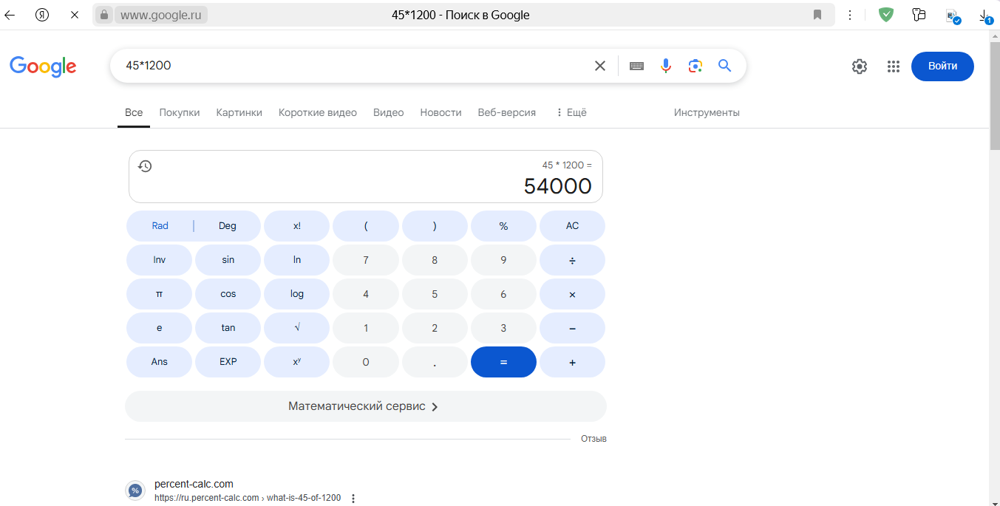 Я www.google.ru 45*1200 - Поиск в Google 1
Google 45*1200 Войти
Все Покупки Картинки Короткие видео Видео Новости Веб-версия Ещё Инструменты
45 * 1200 =
54000
Rad | Deg x! ( ) % AC
Inv sin ln 7 8 9 ÷
π cos log 4 5 6 ×
e tan √ 1 2 3 −
Ans EXP xʸ 0 . = +
Математический сервис
Отзыв
% percent-calc.com
https://ru.percent-calc.com › what-is-45-of-1200